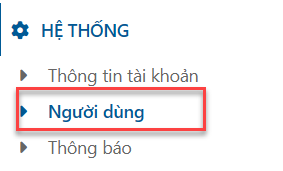 HỆ THỐNG
Thông tin tài khoản
Người dùng
Thông báo